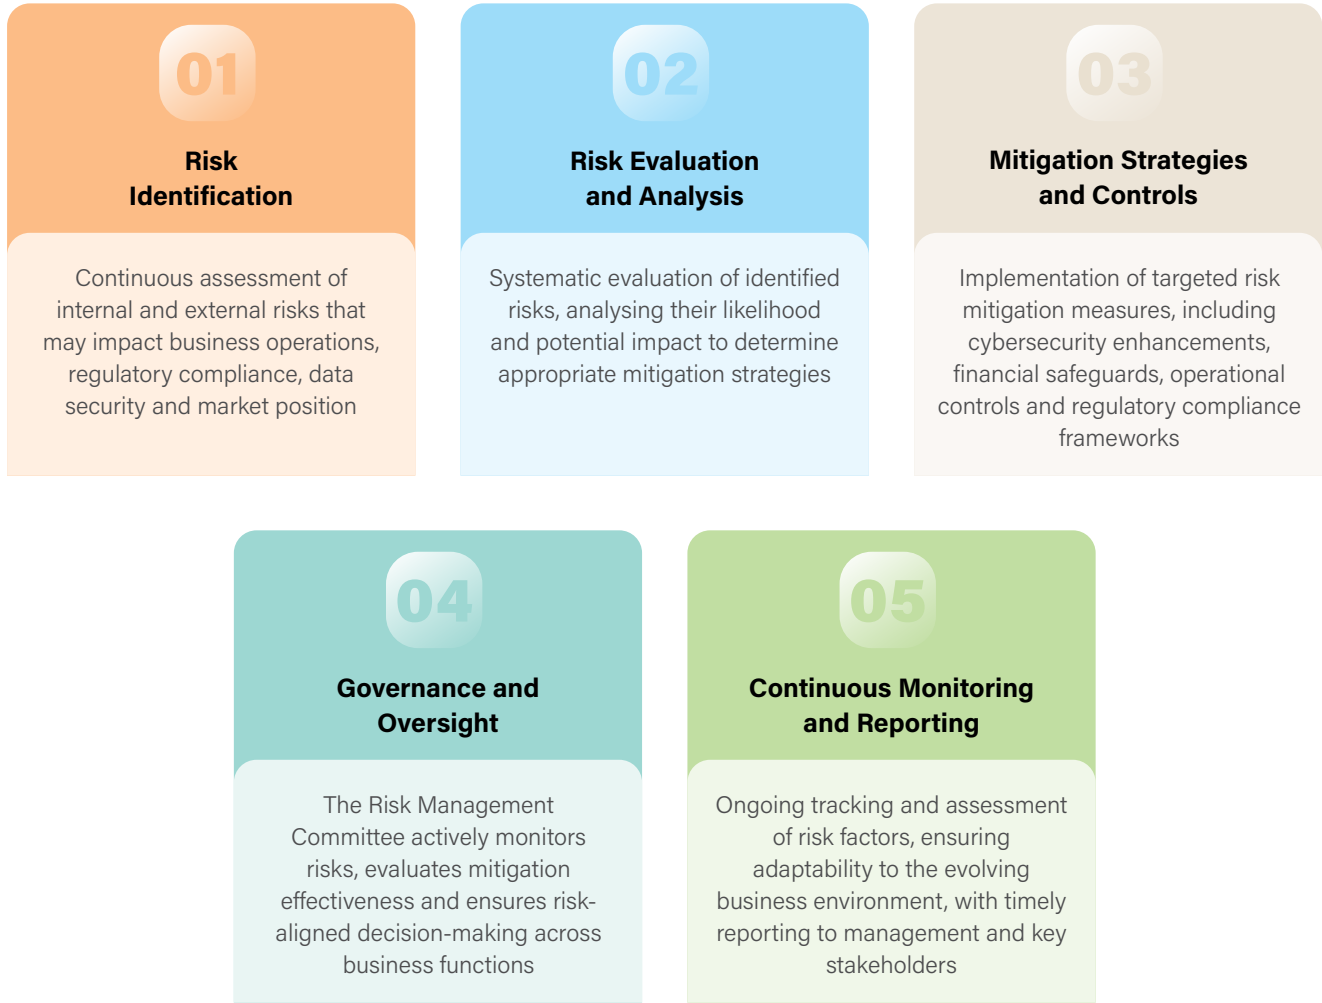 01
Risk
Identification
Continuous assessment of
internal and external risks that
may impact business operations,
regulatory compliance, data
security and market position
02
Risk Evaluation
and Analysis
Systematic evaluation of identified
risks, analysing their likelihood
and potential impact to determine
appropriate mitigation strategies
03
Mitigation Strategies
and Controls
Implementation of targeted risk
mitigation measures, including
cybersecurity enhancements,
financial safeguards, operational
controls and regulatory compliance
frameworks
04
Governance and
Oversight
The Risk Management
Committee actively monitors
risks, evaluates mitigation
effectiveness and ensures risk-
aligned decision-making across
business functions
05
Continuous Monitoring
and Reporting
Ongoing tracking and assessment
of risk factors, ensuring
adaptability to the evolving
business environment, with timely
reporting to management and key
stakeholders